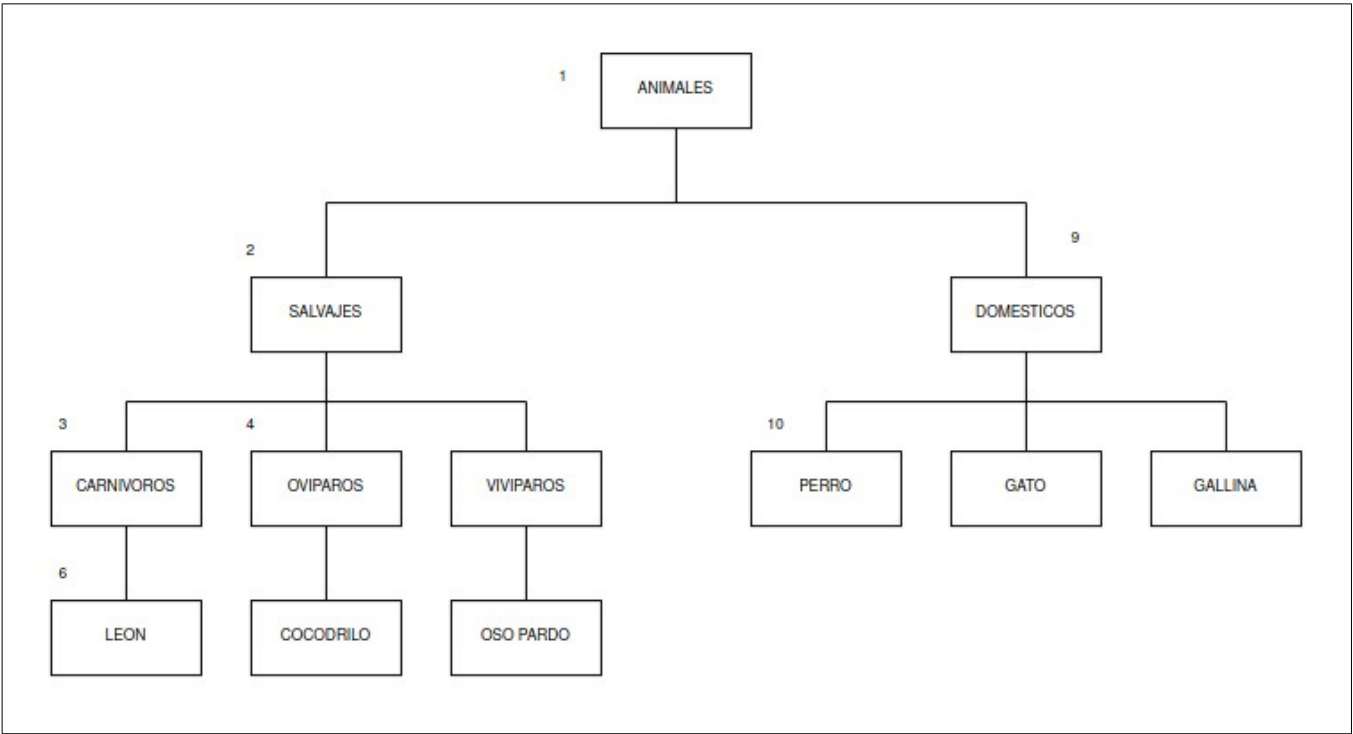 1
ANIMALES
2
9
SALVAJES
DOMESTICOS
3
4
10
CARNIVOROS
OVIPAROS
VIVIPAROS
PERRO
GATO
GALLINA
6
LEON
COCODRILO
OSO PARDO